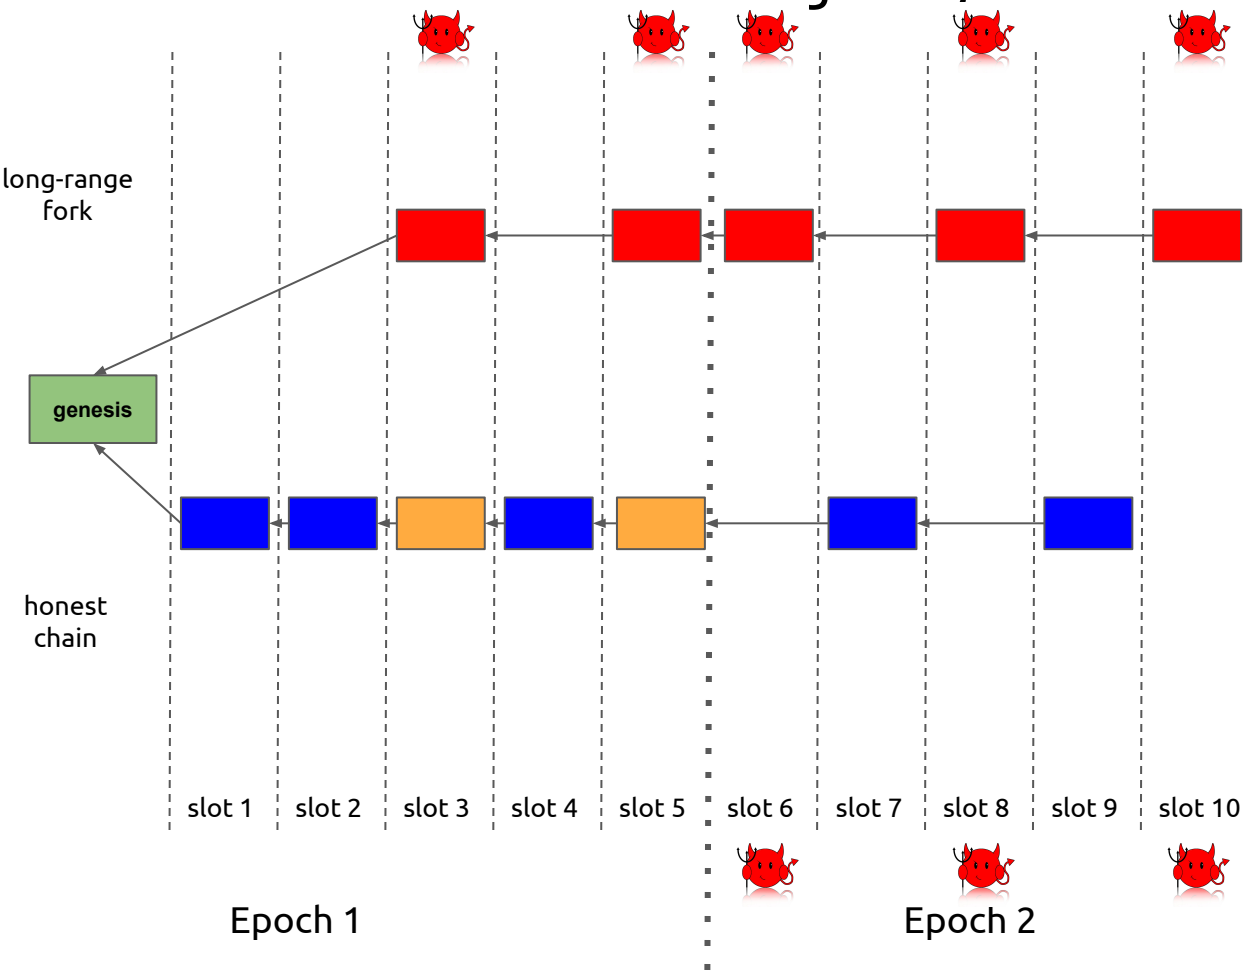 long-range
fork
genesis
honest
chain
slot 1 slot 2 slot 3 slot 4 slot 5 slot 6 slot 7 slot 8 slot 9 slot 10
Epoch 1 Epoch 2